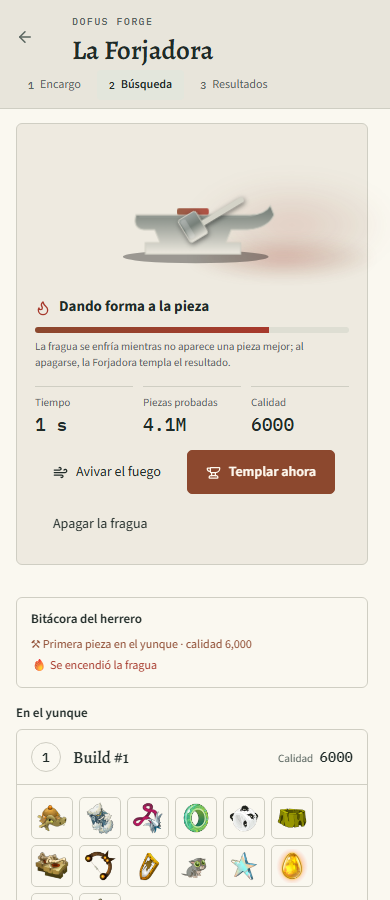 DOFUS FORGE
La Forjadora
1 Encargo 2 Búsqueda 3 Resultados
Dando forma a la pieza
La fragua se enfría mientras no aparece una pieza mejor; al
apagarse, la Forjadora templa el resultado.
Tiempo Piezas probadas Calidad
1 s 4.1M 6000
Avivar el fuego Templar ahora
Apagar la fragua
Bitácora del herrero
⚒ Primera pieza en el yunque · calidad 6,000
🔥 Se encendió la fragua
En el yunque
1 Build #1 Calidad 6000